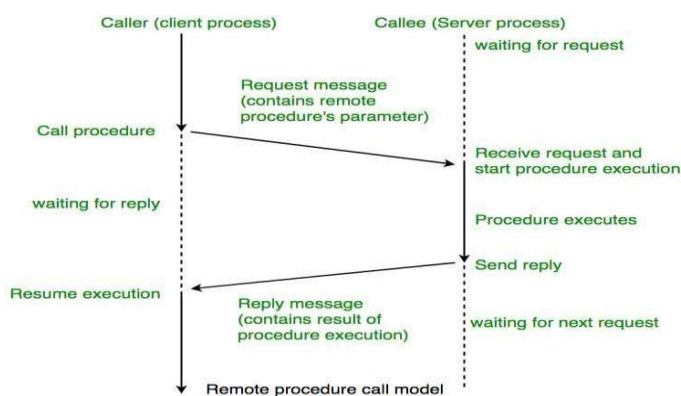 Caller (client process)
Callee (Server process)
waiting for request
Request message
(contains remote
procedure's parameter)
Call procedure
Receive request and
start procedure execution
waiting for reply
Procedure executes
Send reply
Resume execution
Reply message
(contains result of
procedure execution)
waiting for next request
Remote procedure call model